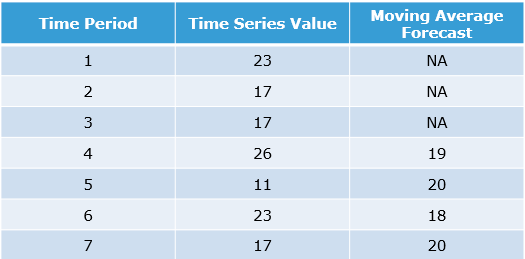 Time Period Time Series Value Moving Average Forecast
1 23 NA
2 17 NA
3 17 NA
4 26 19
5 11 20
6 23 18
7 17 20